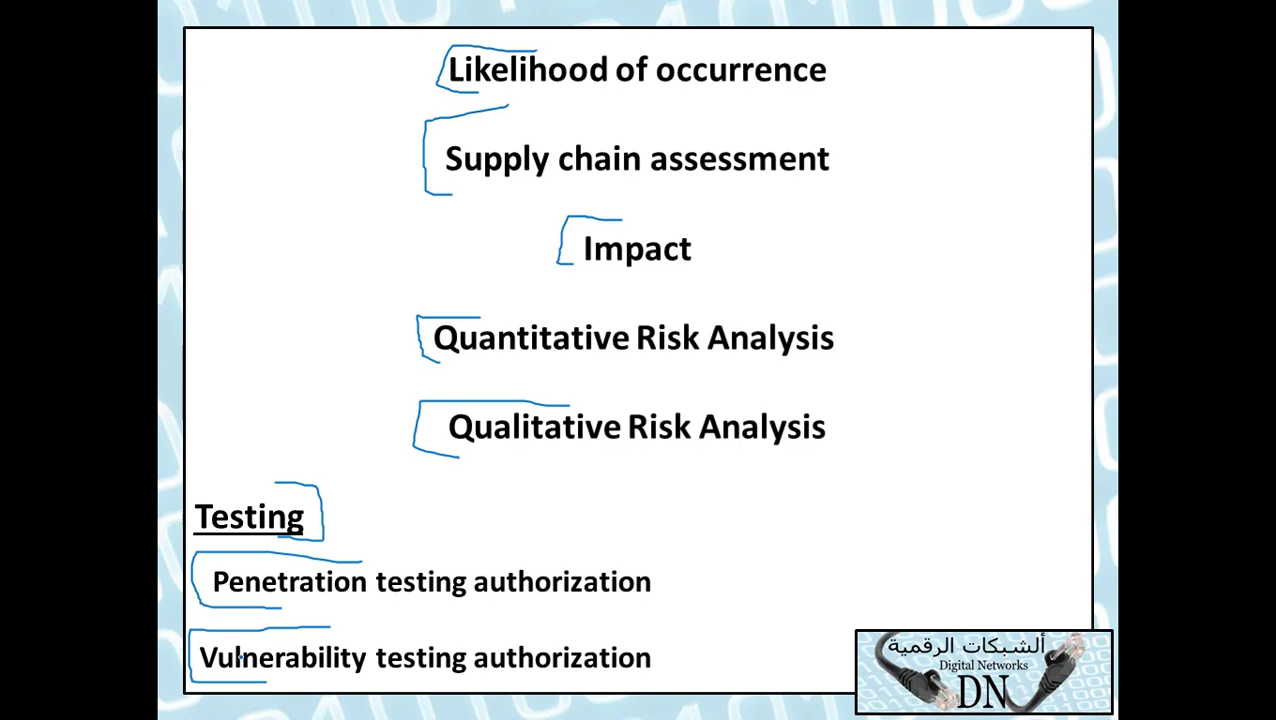 Likelihood of occurrence
Supply chain assessment
Impact
Quantitative Risk Analysis
Qualitative Risk Analysis
Testing
Penetration testing authorization
Vulnerability testing authorization
ألشبكات الرقمية
Digital Networks
DN